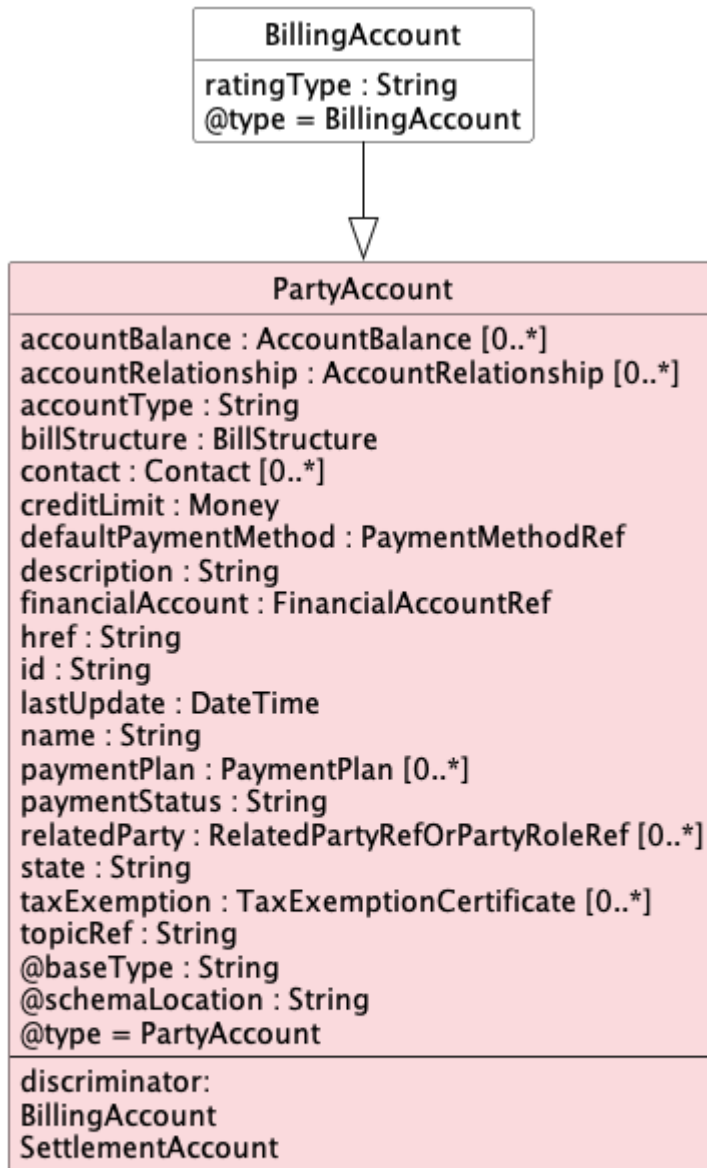 BillingAccount
ratingType : String
@type = BillingAccount
PartyAccount
accountBalance : AccountBalance [0..*]
accountRelationship : AccountRelationship [0..*]
accountType : String
billStructure : BillStructure
contact : Contact [0..*]
creditLimit : Money
defaultPaymentMethod : PaymentMethodRef
description : String
financialAccount : FinancialAccountRef
href : String
id : String
lastUpdate : DateTime
name : String
paymentPlan : PaymentPlan [0..*]
paymentStatus : String
relatedParty : RelatedPartyRefOrPartyRoleRef [0..*]
state : String
taxExemption : TaxExemptionCertificate [0..*]
topicRef : String
@baseType : String
@schemaLocation : String
@type = PartyAccount
discriminator:
BillingAccount
SettlementAccount